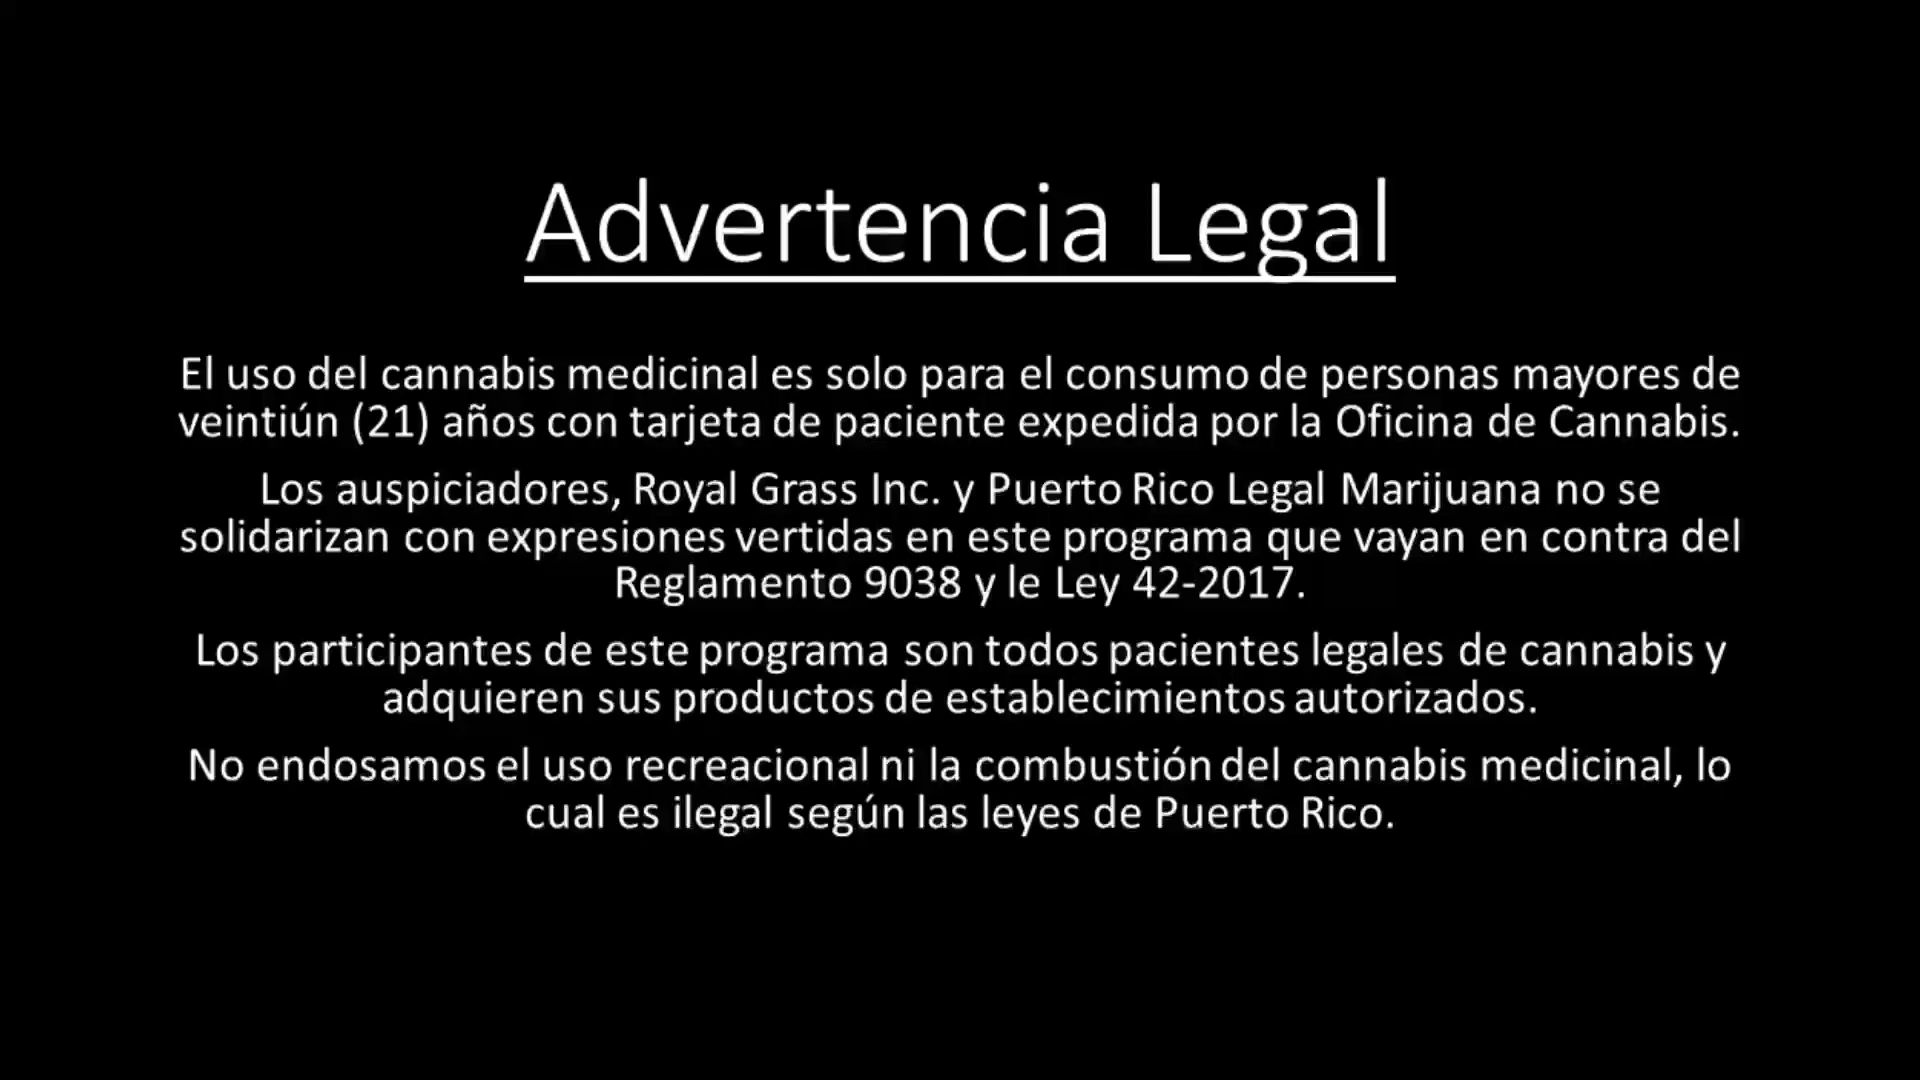 Advertencia Legal
El uso del cannabis medicinal es solo para el consumo de personas mayores de
veintiún (21) años con tarjeta de paciente expedida por la Oficina de Cannabis.
Los auspiciadores, Royal Grass Inc. y Puerto Rico Legal Marijuana no se
solidarizan con expresiones vertidas en este programa que vayan en contra del
Reglamento 9038 y le Ley 42-2017.
Los participantes de este programa son todos pacientes legales de cannabis y
adquieren sus productos de establecimientos autorizados.
No endosamos el uso recreacional ni la combustión del cannabis medicinal, lo
cual es ilegal según las leyes de Puerto Rico.